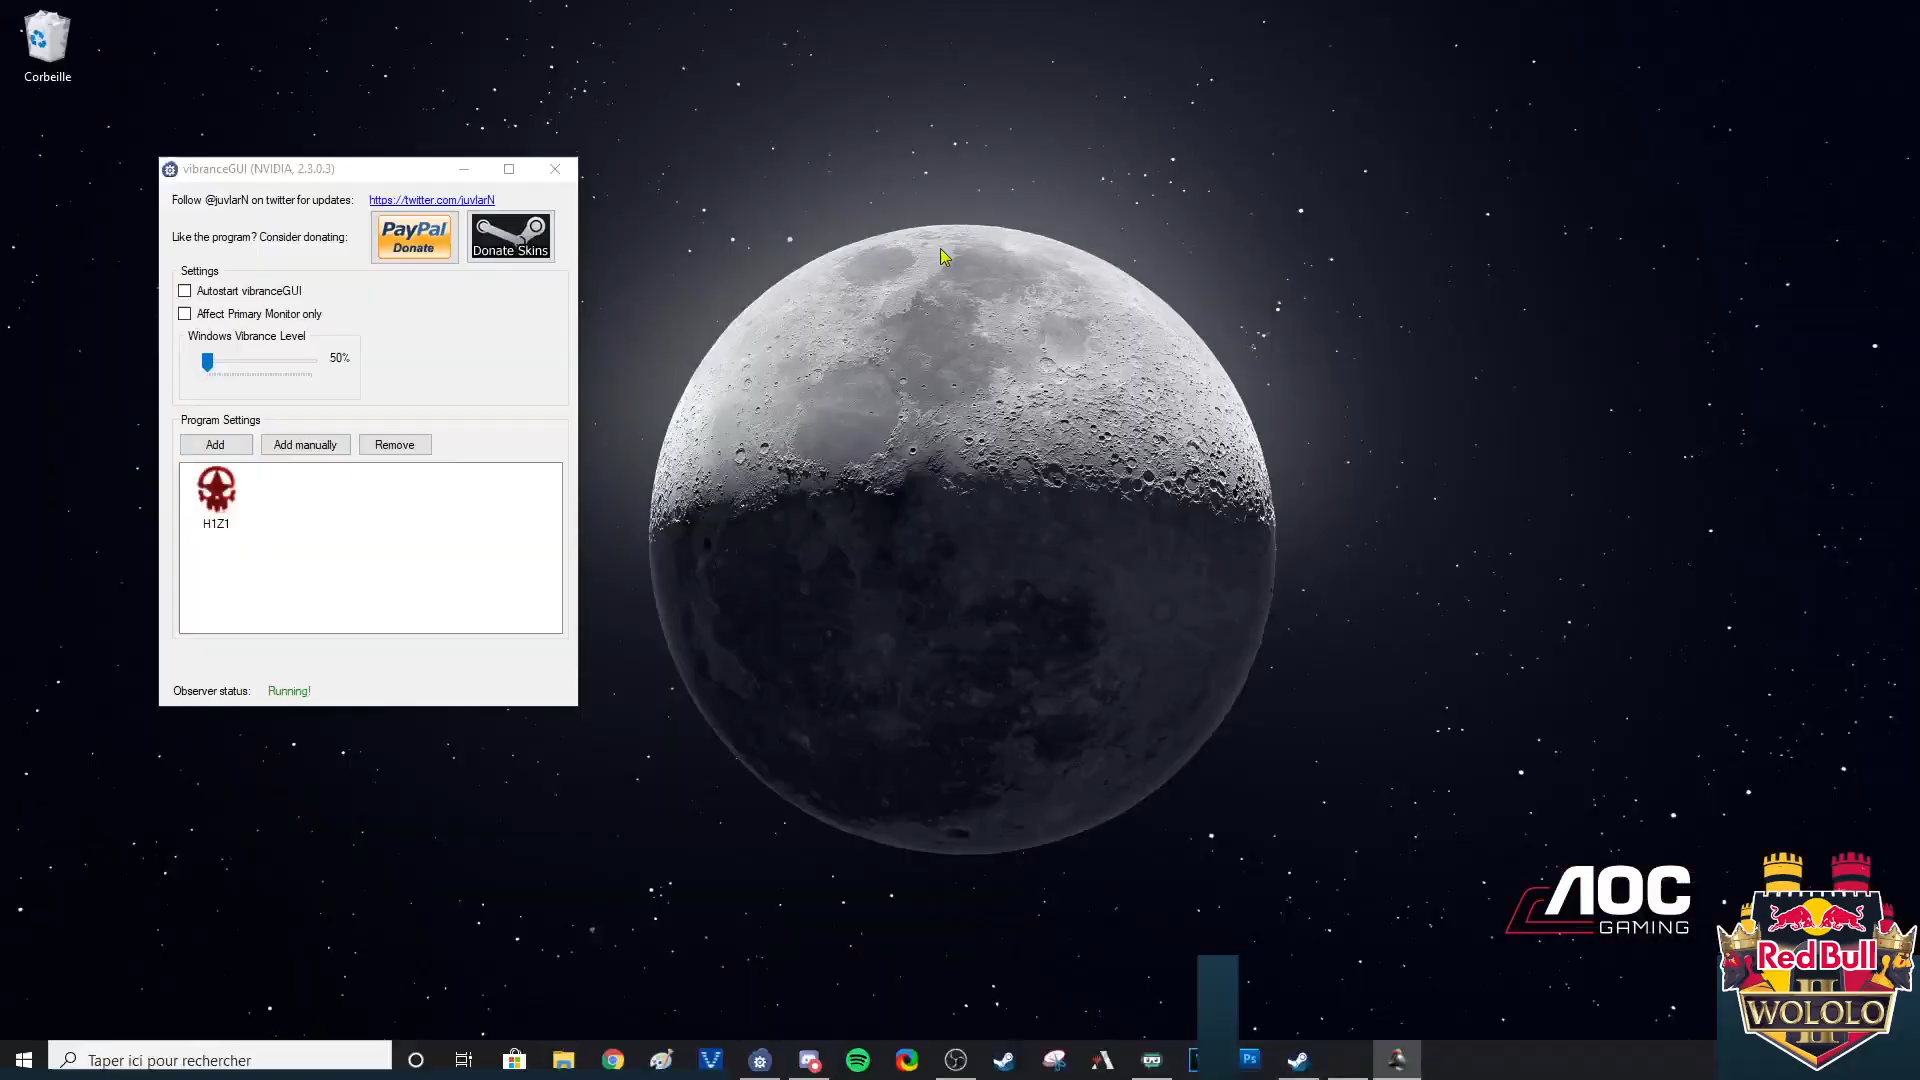 Corbeille
vibranceGUI (NVIDIA, 2.3.0.3)
Follow @juvlarN on twitter for updates: https://twitter.com/juvlarN
Like the program? Consider donating:
PayPal
Donate
Donate Skins
Settings
Autostart vibranceGUI
Affect Primary Monitor only
Windows Vibrance Level
50%
Program Settings
Add
Add manually
Remove
H1Z1
Observer status: Running!
AOC
GAMING
Red Bull
II
WOLOLO
Taper ici pour rechercher
Ps